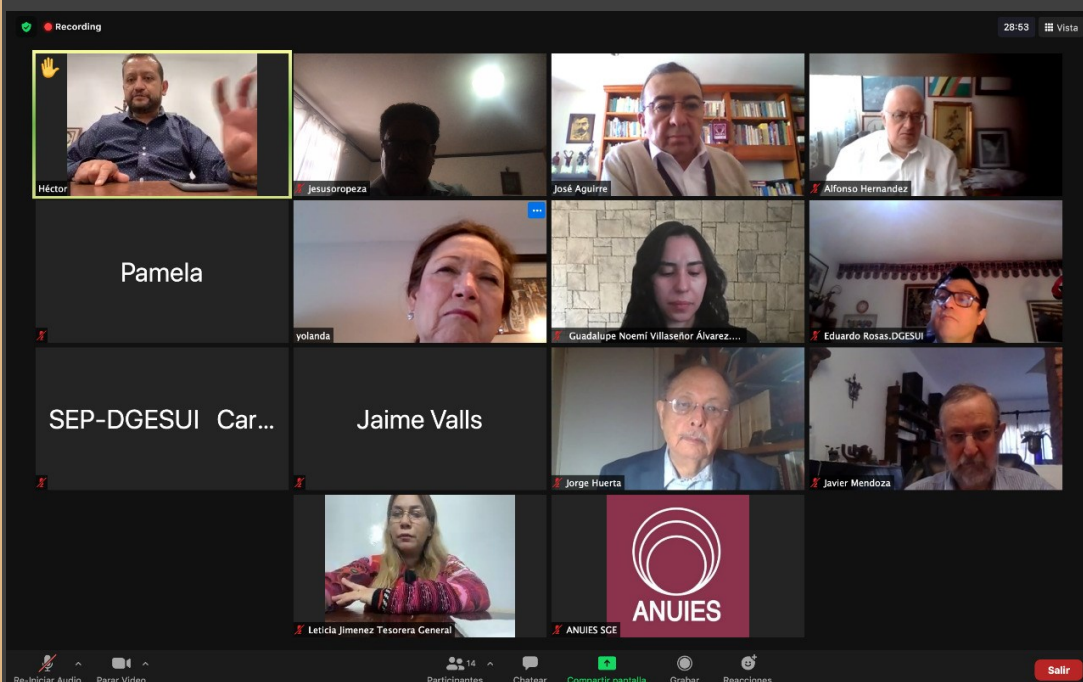 Recording
28:53
Vista
Héctor
Jesusoropeza
José Aguirre
Alfonso Hernandez
Pamela
yolanda
Guadalupe Noemí Villaseñor Álvarez....
Eduardo Rosas.DGESUI
SEP-DGESUI Car...
Jaime Valls
Jorge Huerta
Javier Mendoza
Leticia Jimenez Tesorera General
ANUIES
ANUIES SGE
Re-Iniciar Audio
Parar Video
14
Participantes
Chatear
Compartir pantalla
Grabar
Reacciones
Salir